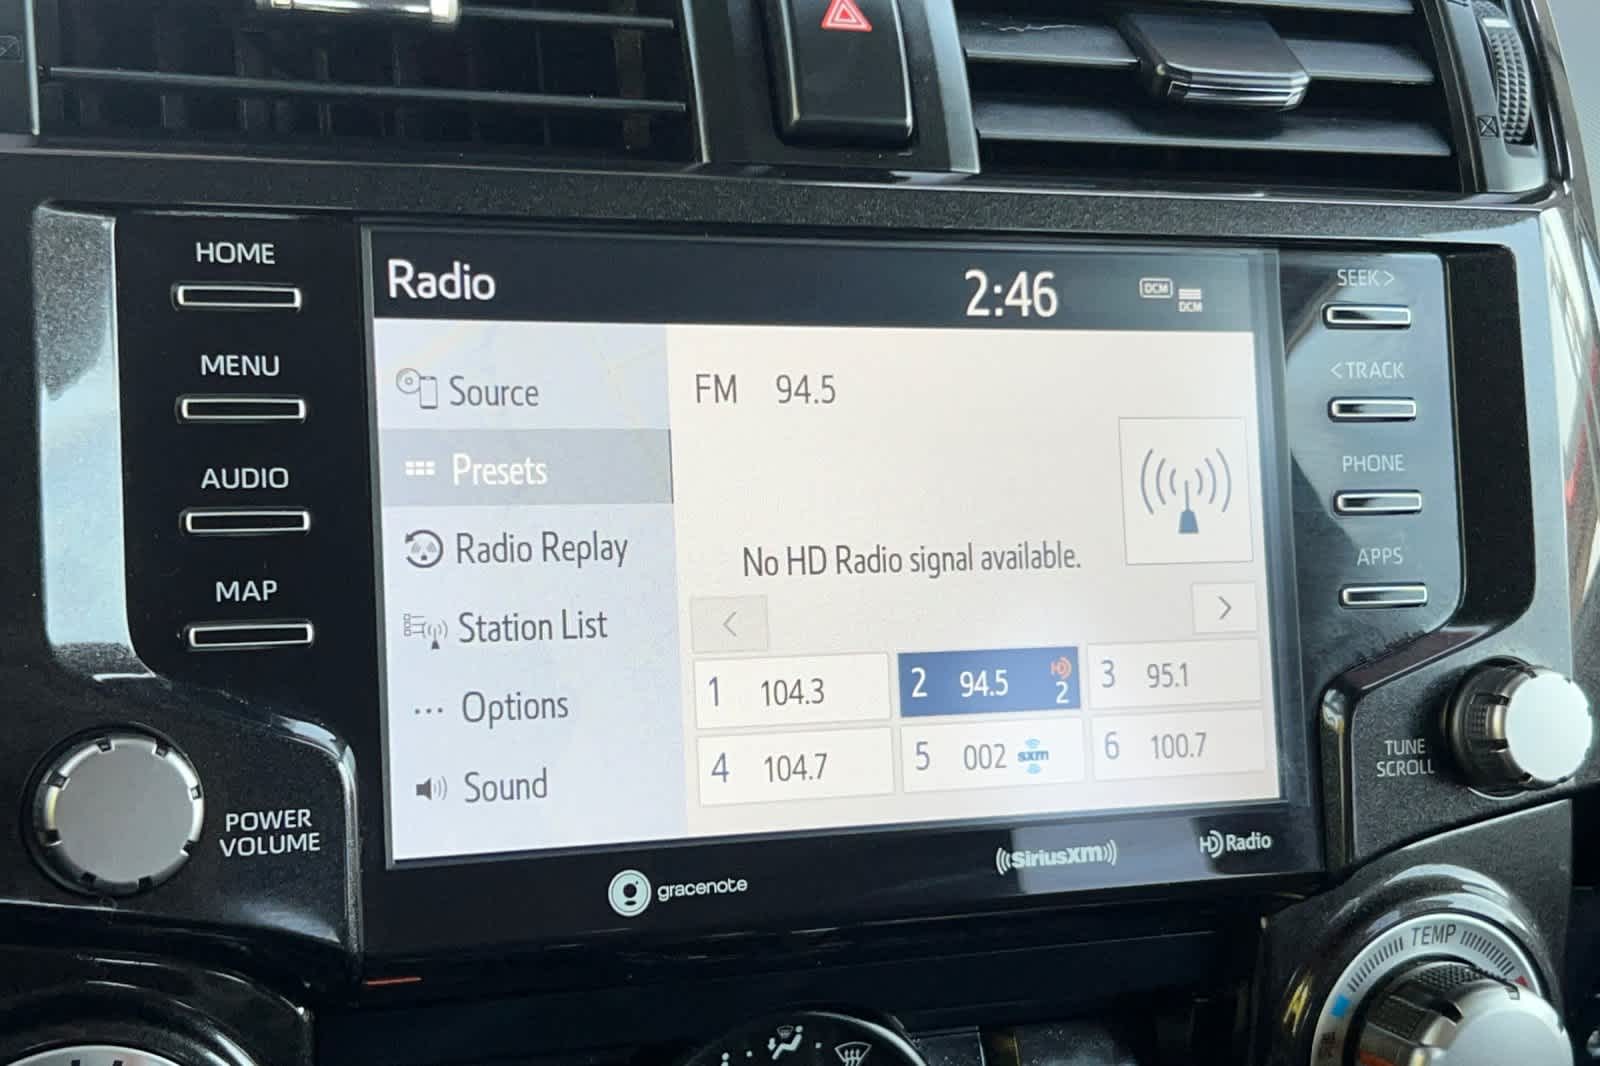 HOME
MENU
AUDIO
MAP
POWER
VOLUME
Radio
2:46
DCM
DCM
Source
Presets
Radio Replay
Station List
... Options
Sound
FM 94.5
No HD Radio signal available.
<
>
1 104.3
2 94.5 HD 2
3 95.1
4 104.7
5 002 sxm
6 100.7
SEEK >
< TRACK
PHONE
APPS
TUNE
SCROLL
gracenote
((SiriusXM))
HD Radio
TEMP